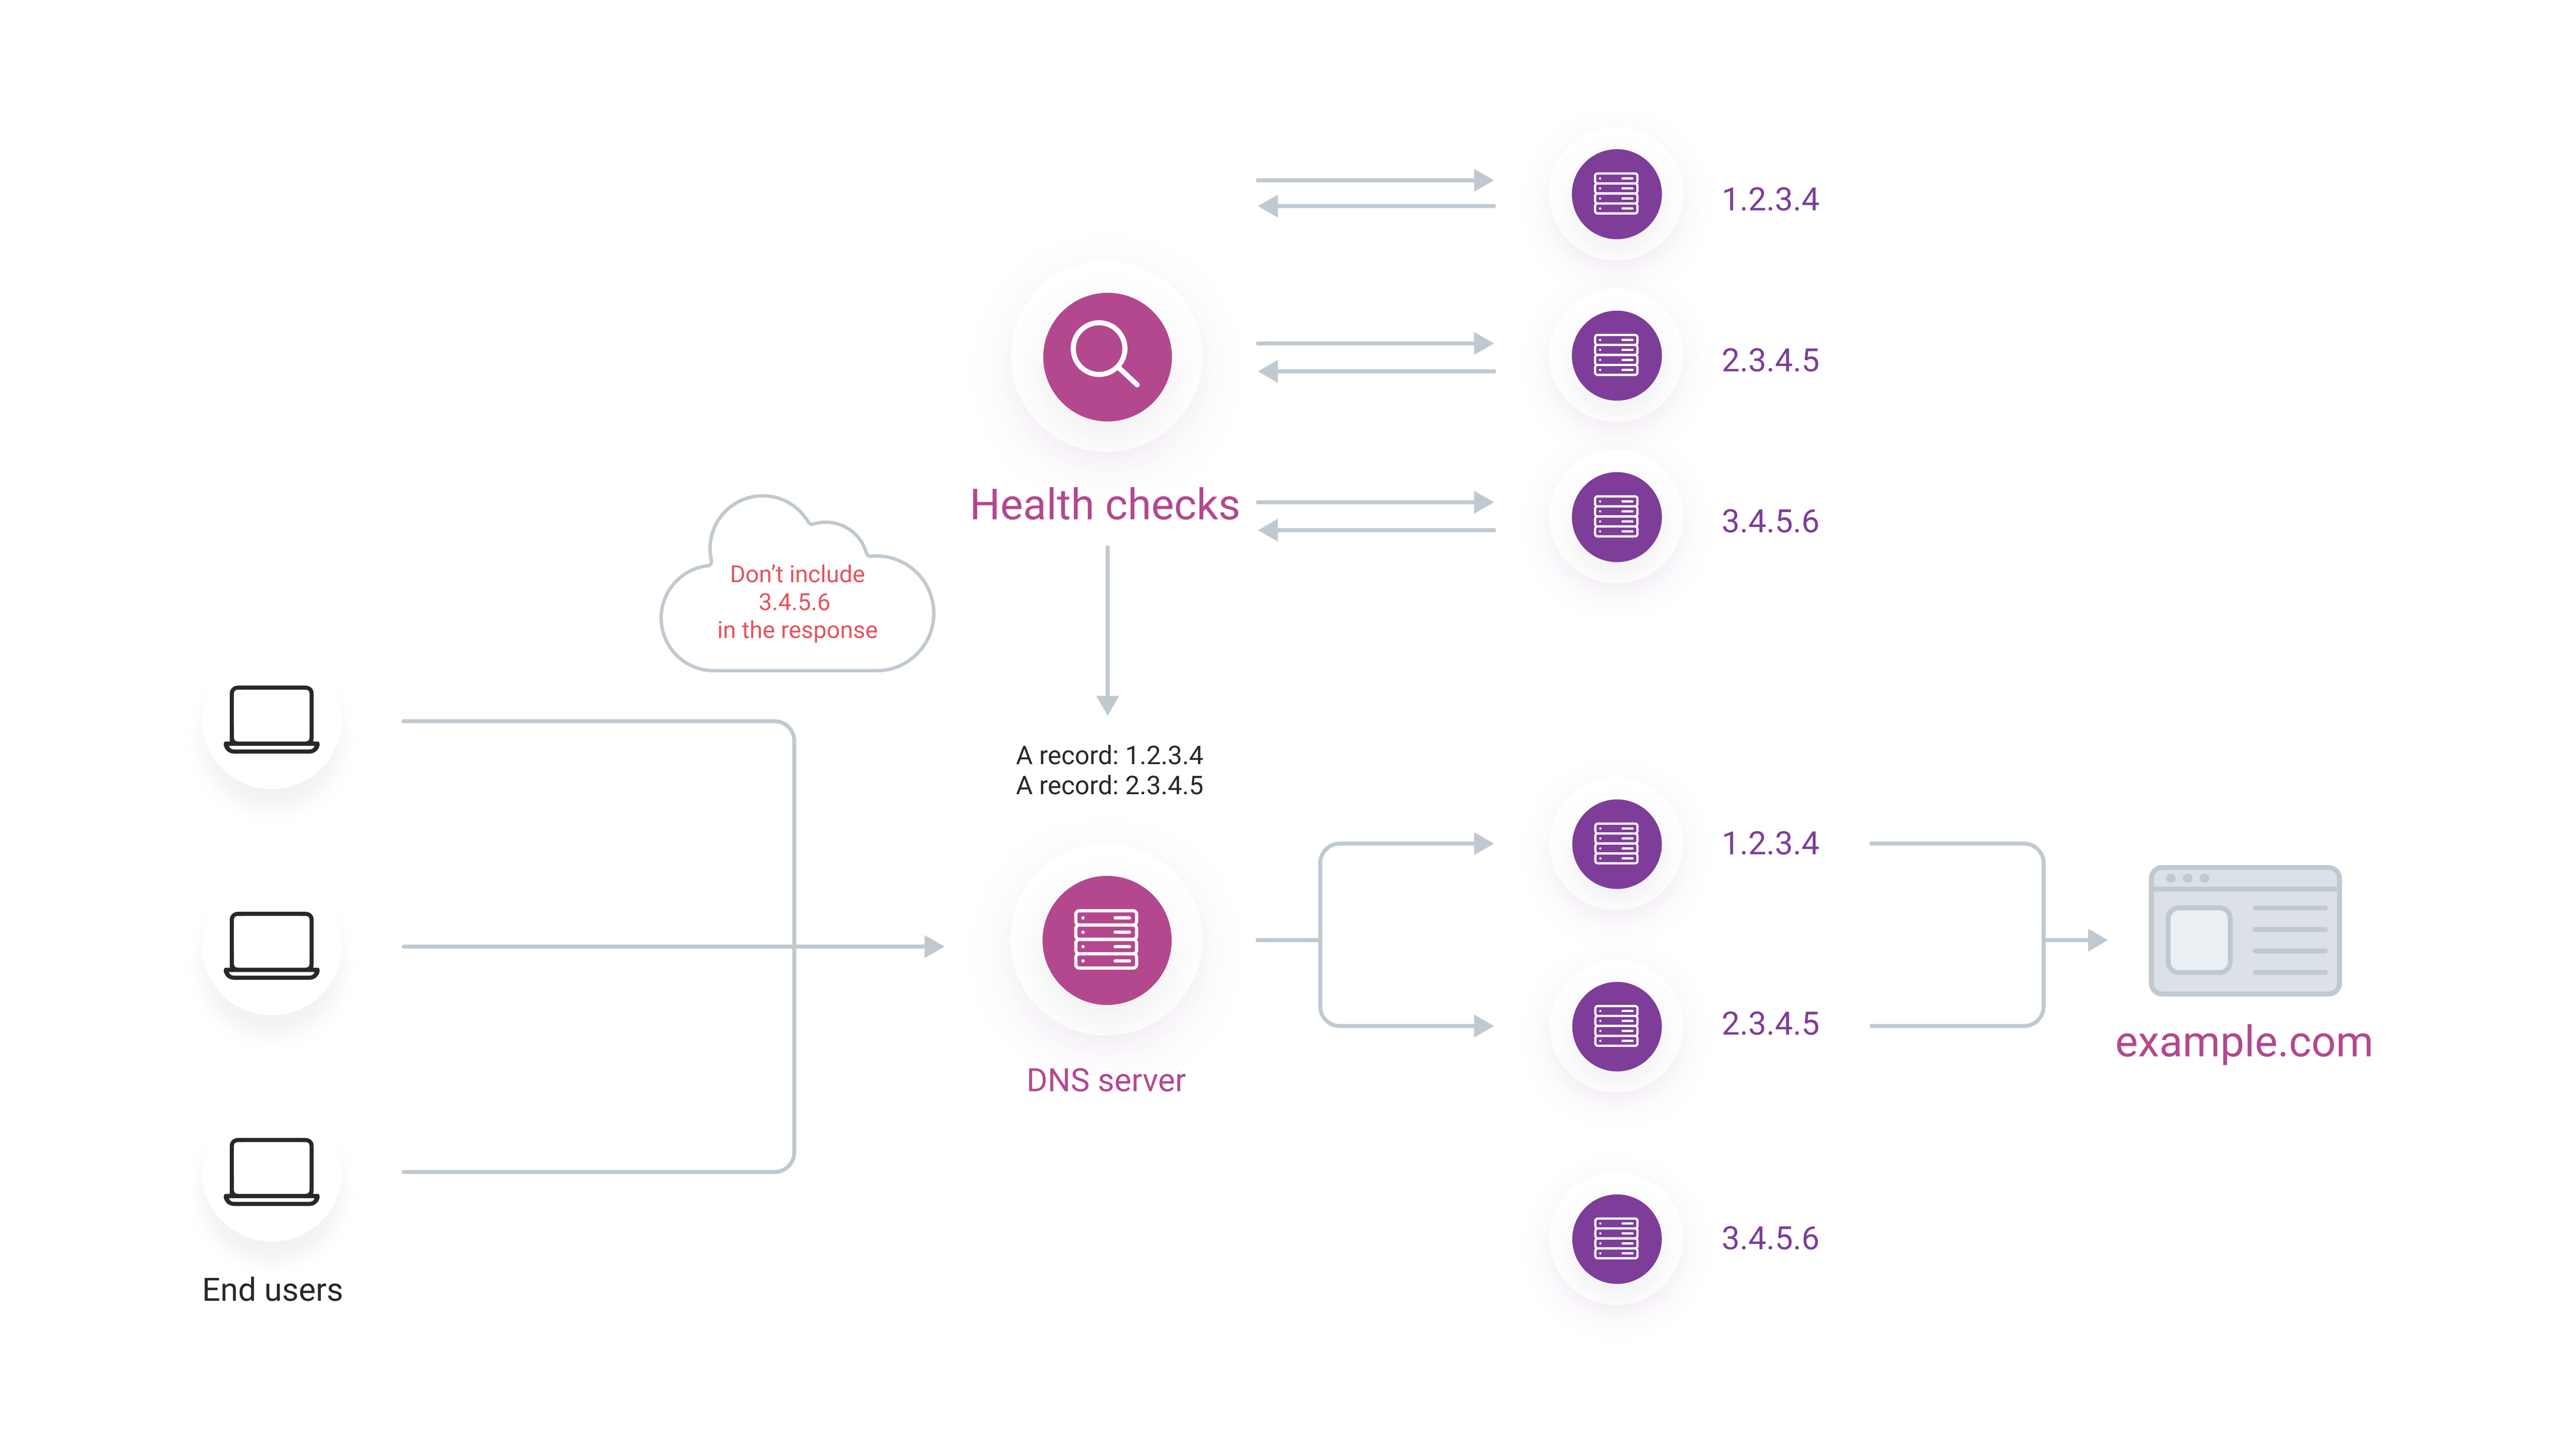 1.2.3.4
2.3.4.5
Health checks
3.4.5.6
Don’t include
3.4.5.6
in the response
A record: 1.2.3.4
A record: 2.3.4.5
1.2.3.4
2.3.4.5
example.com
DNS server
3.4.5.6
End users